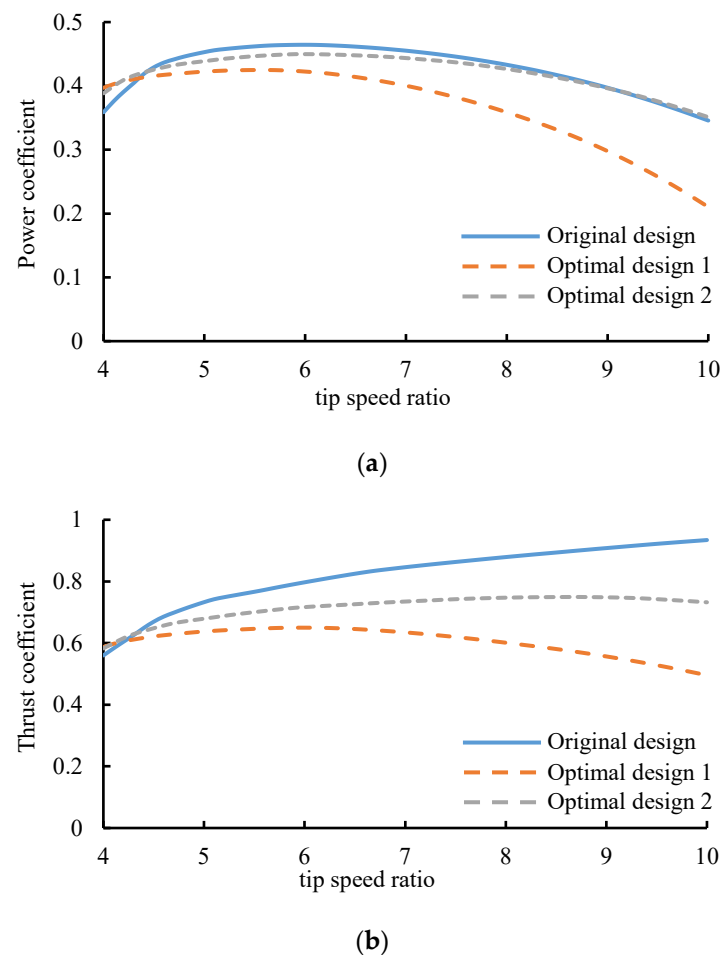 0.5
0.4
0.3
0.2
0.1
0
Power coefficient
Original design
Optimal design 1
Optimal design 2
4 5 6 7 8 9 10
tip speed ratio
(a)
1
0.8
0.6
0.4
0.2
0
Thrust coefficient
Original design
Optimal design 1
Optimal design 2
4 5 6 7 8 9 10
tip speed ratio
(b)